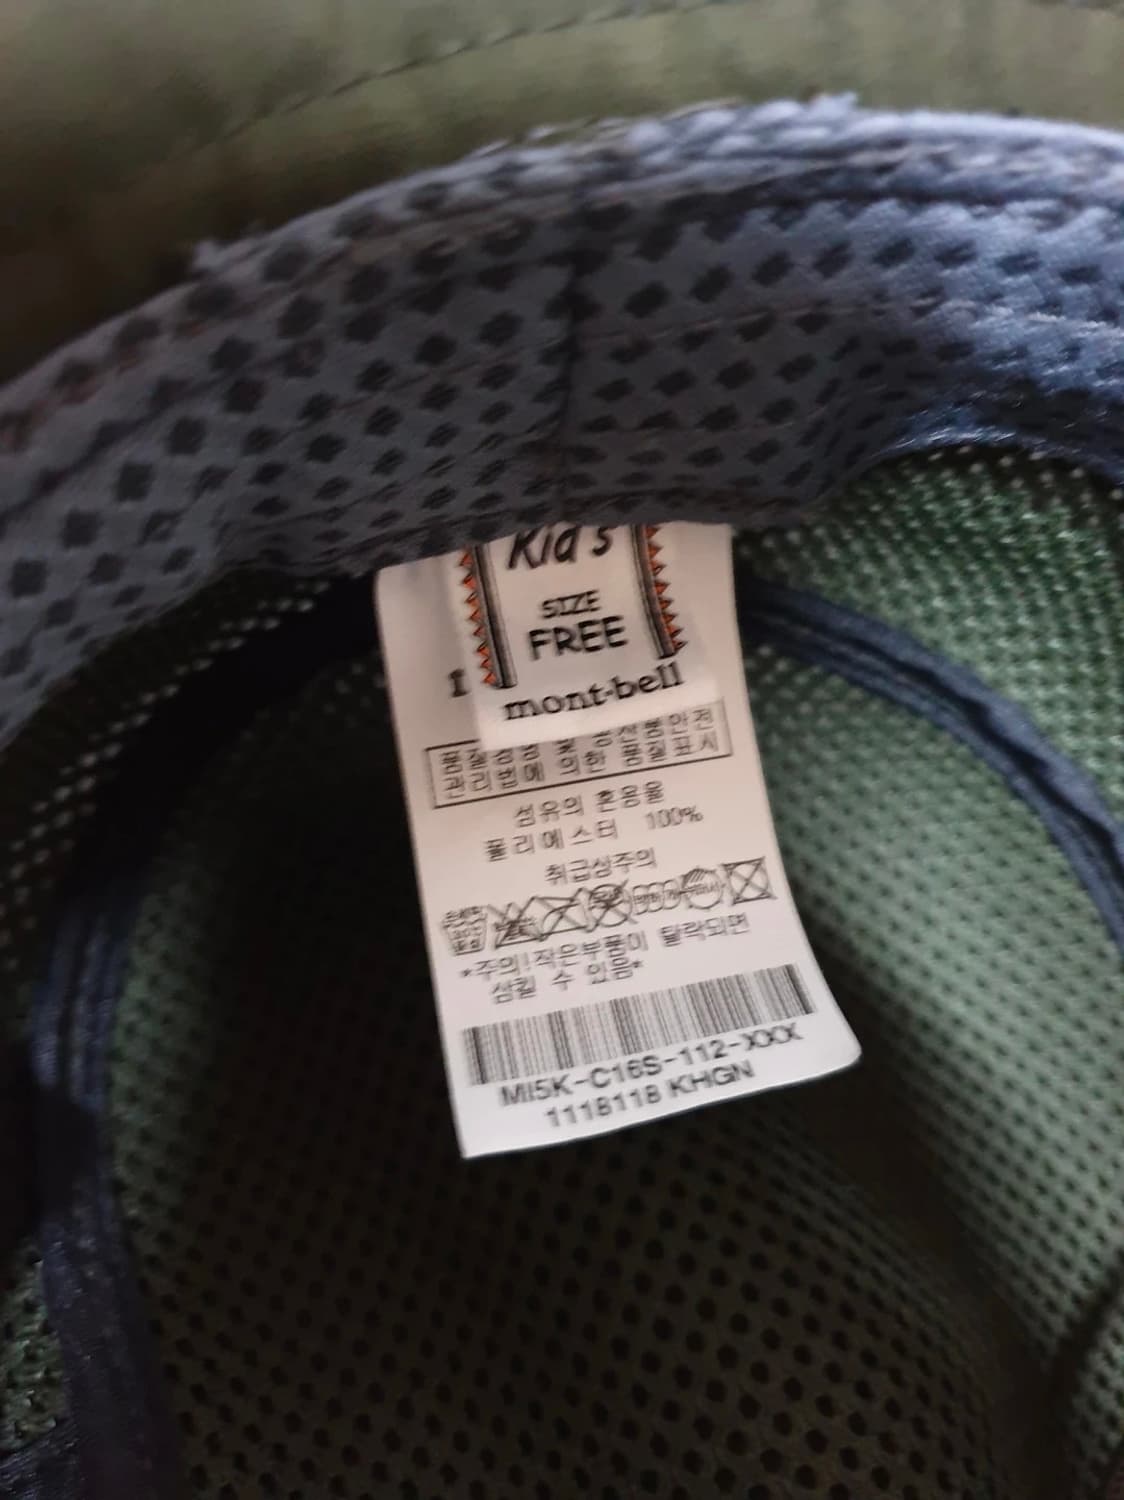 Kid's
SIZE
FREE
mont-bell
품질경영 및 공산품안전
관리법에 의한 품질표시
섬유의 혼용율
폴리에스터 100%
취급상주의
*주의! 작은부품이 탈락되면
삼킬 수 있음*
MI5K-C16S-112-XXX
1118118 KHGN